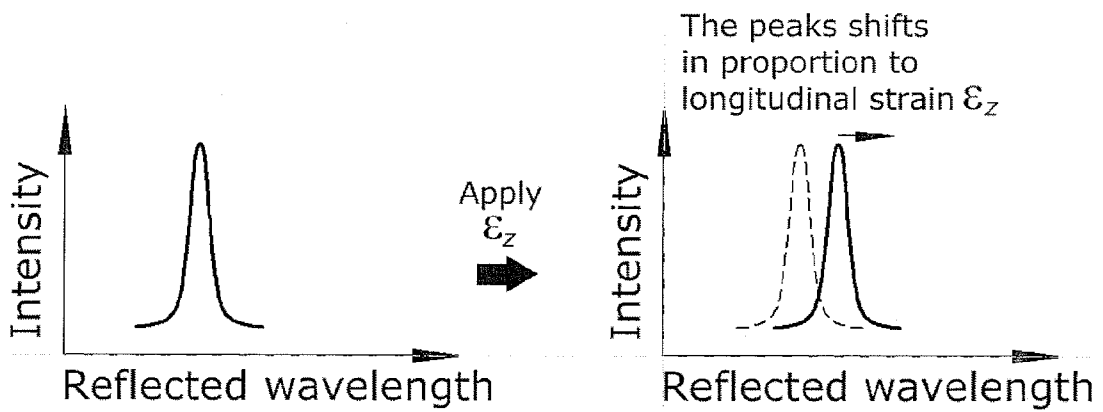 Intensity
Reflected wavelength
Apply
εz
The peaks shifts
in proportion to
longitudinal strain εz
Intensity
Reflected wavelength